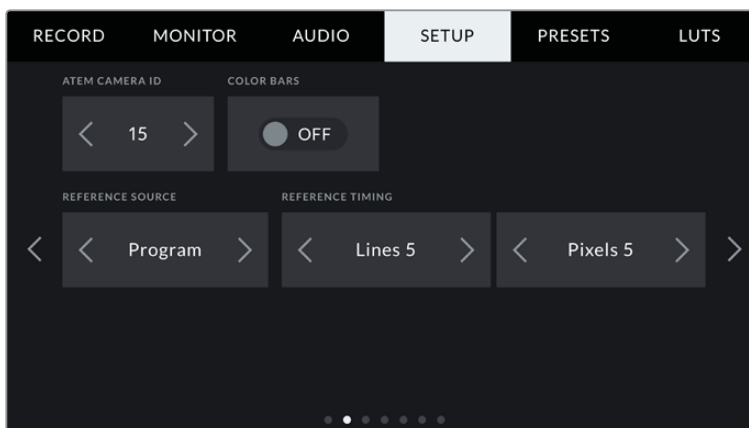 RECORD MONITOR AUDIO SETUP PRESETS LUTS
ATEM CAMERA ID COLOR BARS
15 OFF
REFERENCE SOURCE REFERENCE TIMING
Program Lines 5 Pixels 5